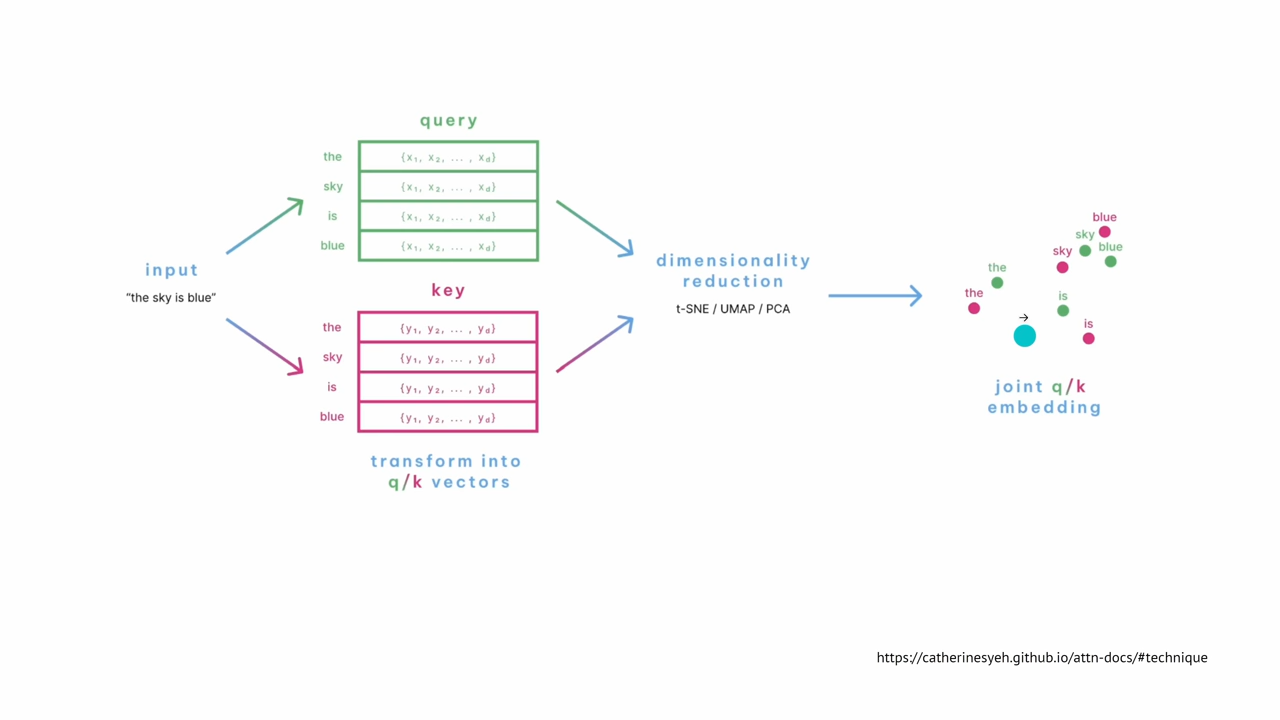 input
“the sky is blue”
query
the {x₁, x₂, ... , x_d}
sky {x₁, x₂, ... , x_d}
is {x₁, x₂, ... , x_d}
blue {x₁, x₂, ... , x_d}
key
the {y₁, y₂, ... , y_d}
sky {y₁, y₂, ... , y_d}
is {y₁, y₂, ... , y_d}
blue {y₁, y₂, ... , y_d}
transform into
q/k vectors
dimensionality
reduction
t-SNE / UMAP / PCA
blue
sky
blue
sky
the
the
is
→
is
joint q/k
embedding
https://catherinesyeh.github.io/attn-docs/#technique